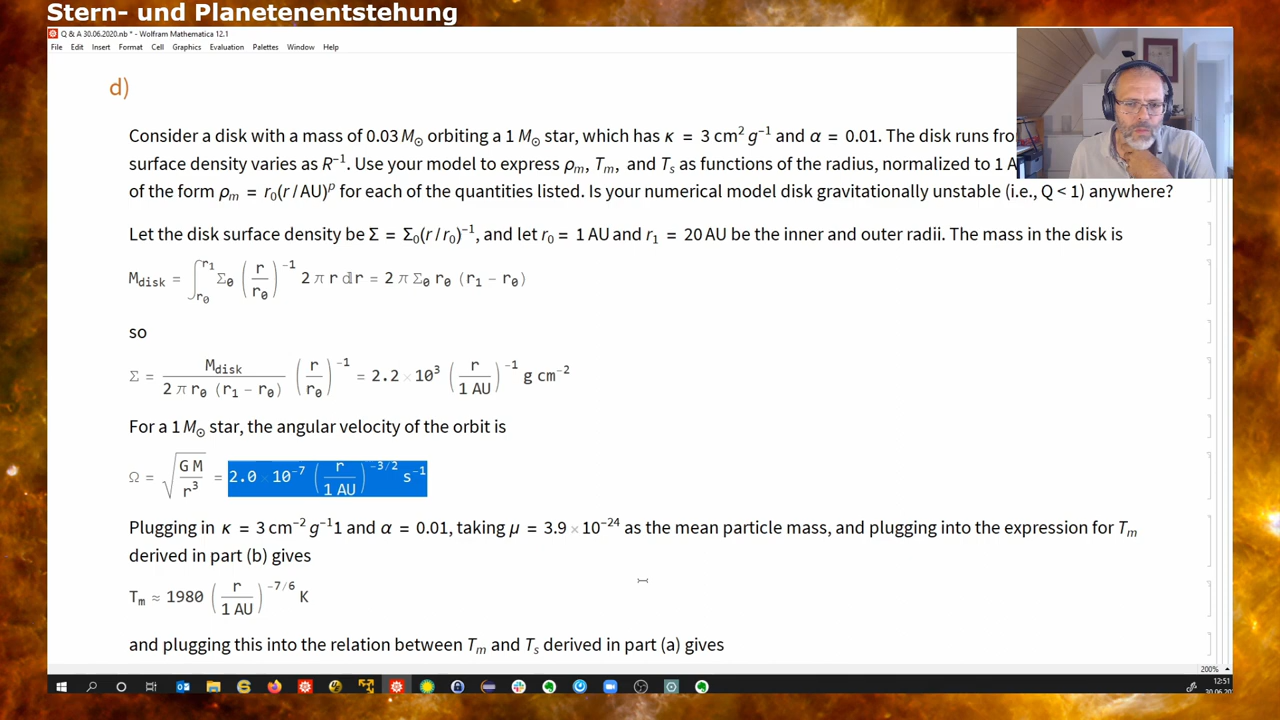 Stern- und Planetenentstehung
Q & A 30.06.2020.nb * - Wolfram Mathematica 12.1
File Edit Insert Format Cell Graphics Evaluation Palettes Window Help
d)
Consider a disk with a mass of 0.03 M⊙ orbiting a 1 M⊙ star, which has κ = 3 cm² g⁻¹ and α = 0.01. The disk runs fro
surface density varies as R⁻¹. Use your model to express ρₘ, Tₘ, and Tₛ as functions of the radius, normalized to 1 A
of the form ρₘ = r₀(r/AU)ᵖ for each of the quantities listed. Is your numerical model disk gravitationally unstable (i.e., Q < 1) anywhere?
Let the disk surface density be Σ = Σ₀(r/r₀)⁻¹, and let r₀ = 1 AU and r₁ = 20 AU be the inner and outer radii. The mass in the disk is
M_disk = ∫_{r₀}^{r₁} Σ₀ (r/r₀)⁻¹ 2 π r ⅆr = 2 π Σ₀ r₀ (r₁ − r₀)
so
Σ = M_disk / (2 π r₀ (r₁ − r₀)) (r/r₀)⁻¹ = 2.2 × 10³ (r/1 AU)⁻¹ g cm⁻²
For a 1 M⊙ star, the angular velocity of the orbit is
Ω = √(G M/r³) = 2.0 10⁻⁷ (r/1 AU)^{−3/2} s⁻¹
Plugging in κ = 3 cm⁻² g⁻¹1 and α = 0.01, taking μ = 3.9 × 10⁻²⁴ as the mean particle mass, and plugging into the expression for Tₘ
derived in part (b) gives
Tₘ ≈ 1980 (r/1 AU)^{−7/6} K
and plugging this into the relation between Tₘ and Tₛ derived in part (a) gives
200%
12:51
30.06.20